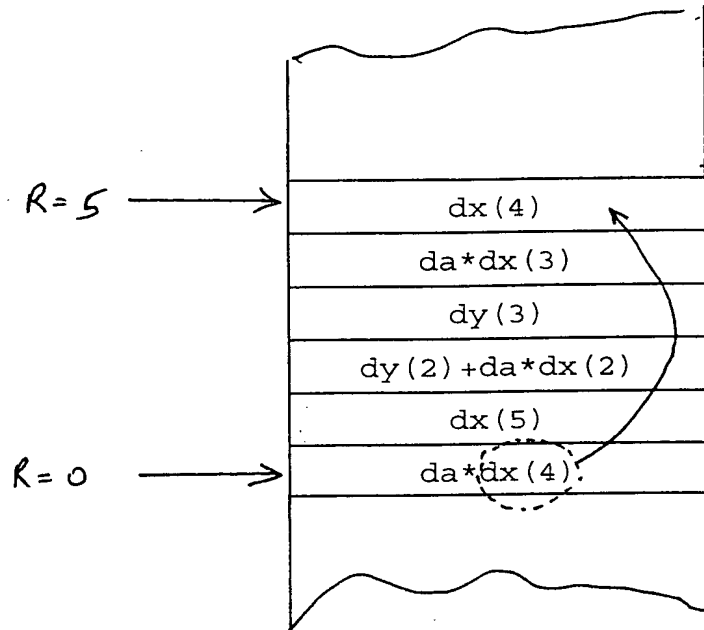 R=5
dx(4)
da*dx(3)
dy(3)
dy(2)+da*dx(2)
dx(5)
R=0
da*dx(4)